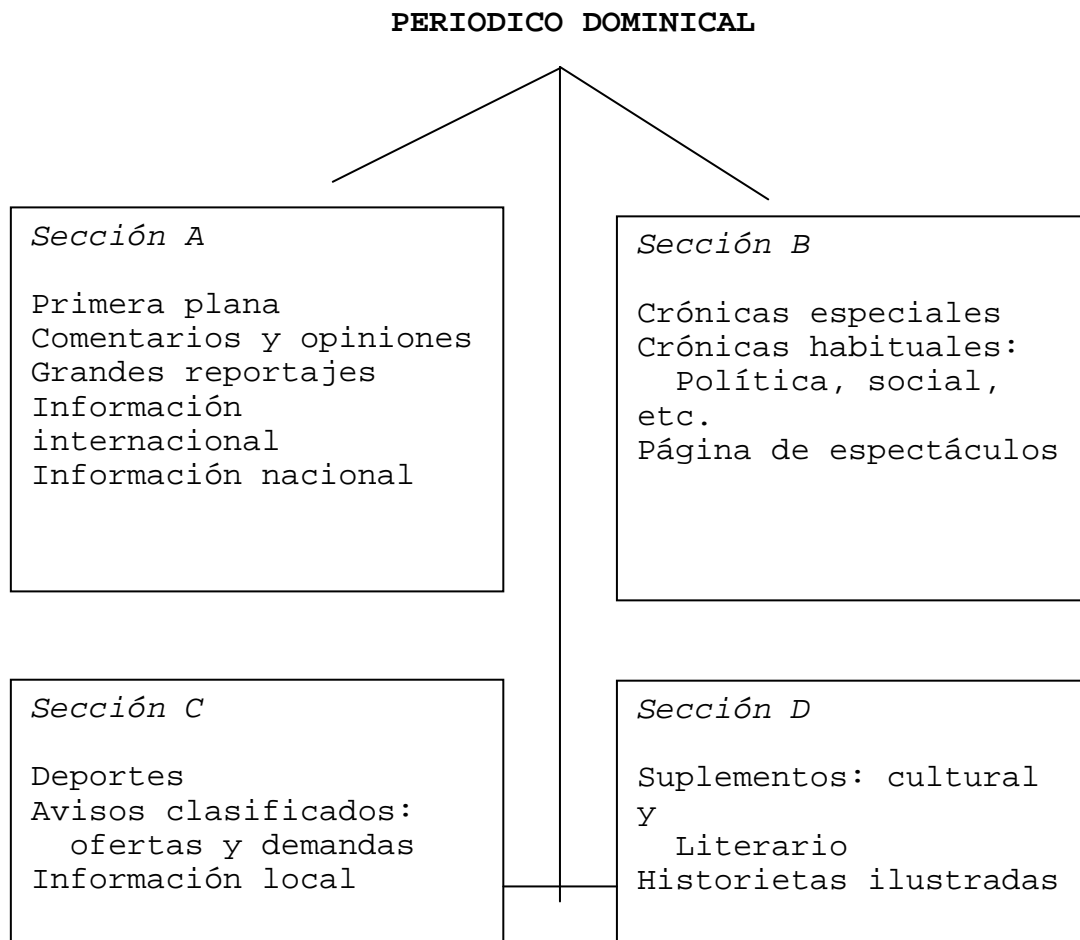 PERIODICO DOMINICAL
Sección A
Primera plana
Comentarios y opiniones
Grandes reportajes
Información
internacional
Información nacional
Sección B
Crónicas especiales
Crónicas habituales:
Política, social,
etc.
Página de espectáculos
Sección C
Deportes
Avisos clasificados:
ofertas y demandas
Información local
Sección D
Suplementos: cultural
y
Literario
Historietas ilustradas